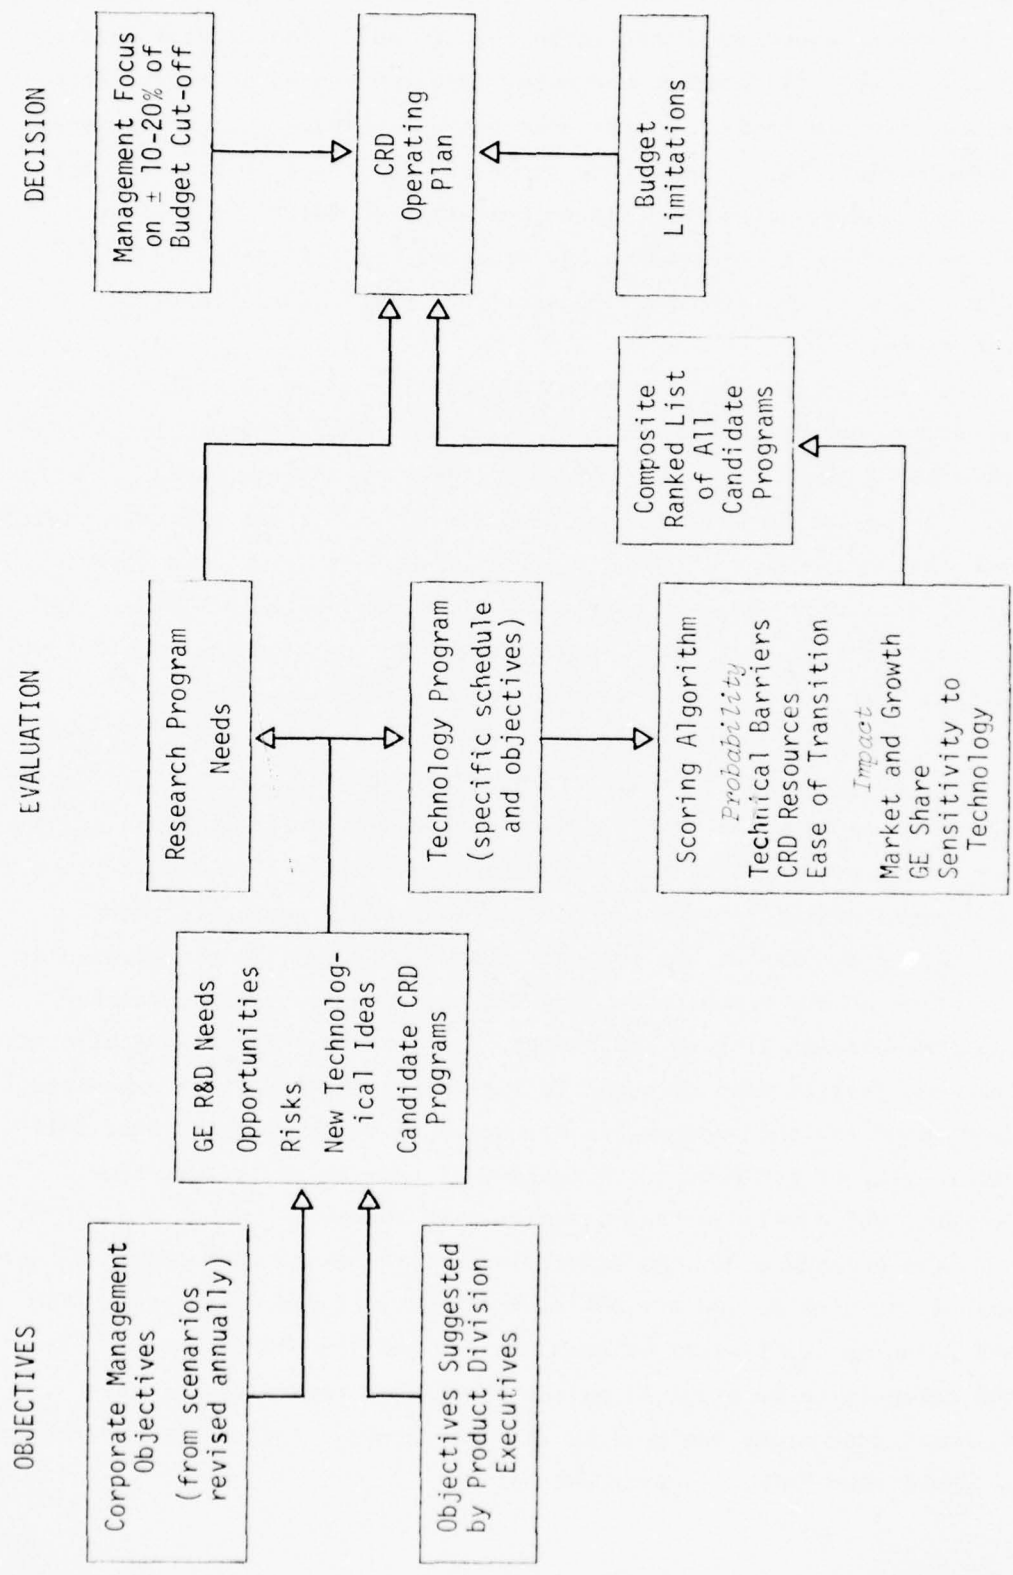 OBJECTIVES
EVALUATION
DECISION
Corporate Management
Objectives
(from scenarios
revised annually)
Objectives Suggested
by Product Division
Executives
GE R&D Needs
Opportunities
Risks
New Technolog-
ical Ideas
Candidate CRD
Programs
Research Program
Needs
Technology Program
(specific schedule
and objectives)
Scoring Algorithm
Probability
Technical Barriers
CRD Resources
Ease of Transition
Impact
Market and Growth
GE Share
Sensitivity to
Technology
Composite
Ranked List
of All
Candidate
Programs
Management Focus
on ± 10-20% of
Budget Cut-off
CRD
Operating
Plan
Budget
Limitations